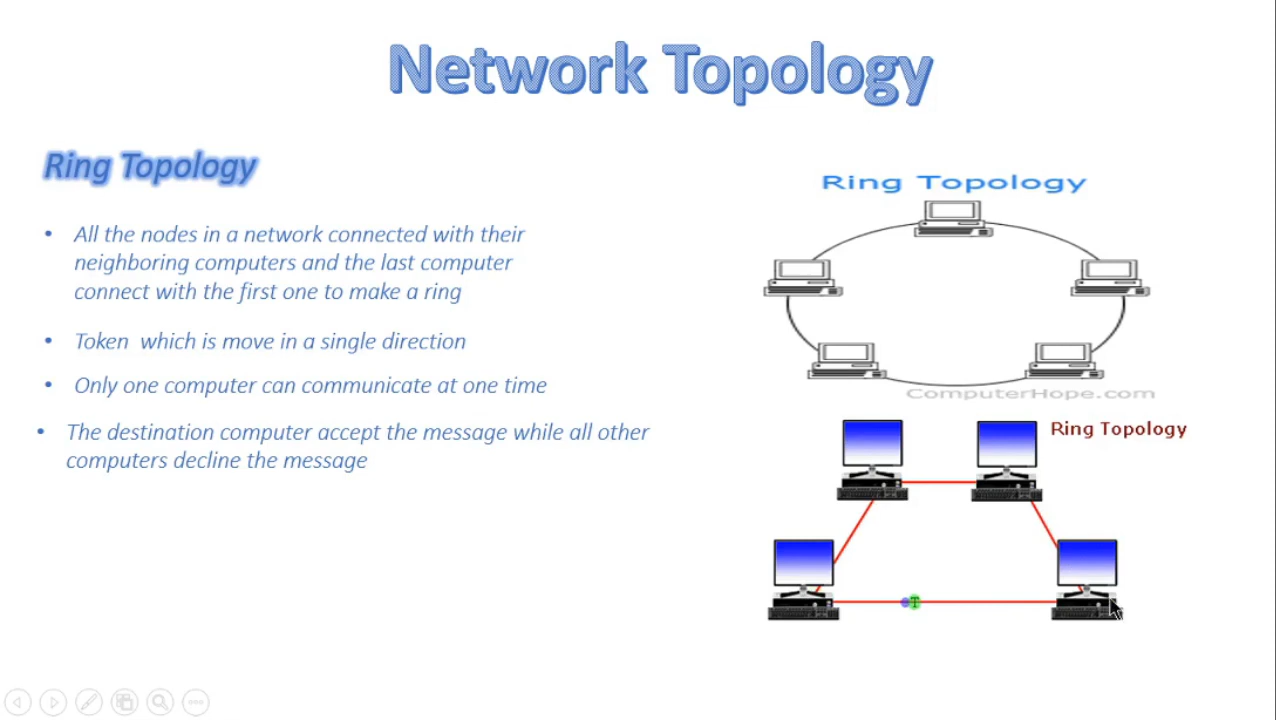 Network Topology
Ring Topology
• All the nodes in a network connected with their
neighboring computers and the last computer
connect with the first one to make a ring
• Token which is move in a single direction
• Only one computer can communicate at one time
• The destination computer accept the message while all other
computers decline the message
Ring Topology
ComputerHope.com
Ring Topology
T